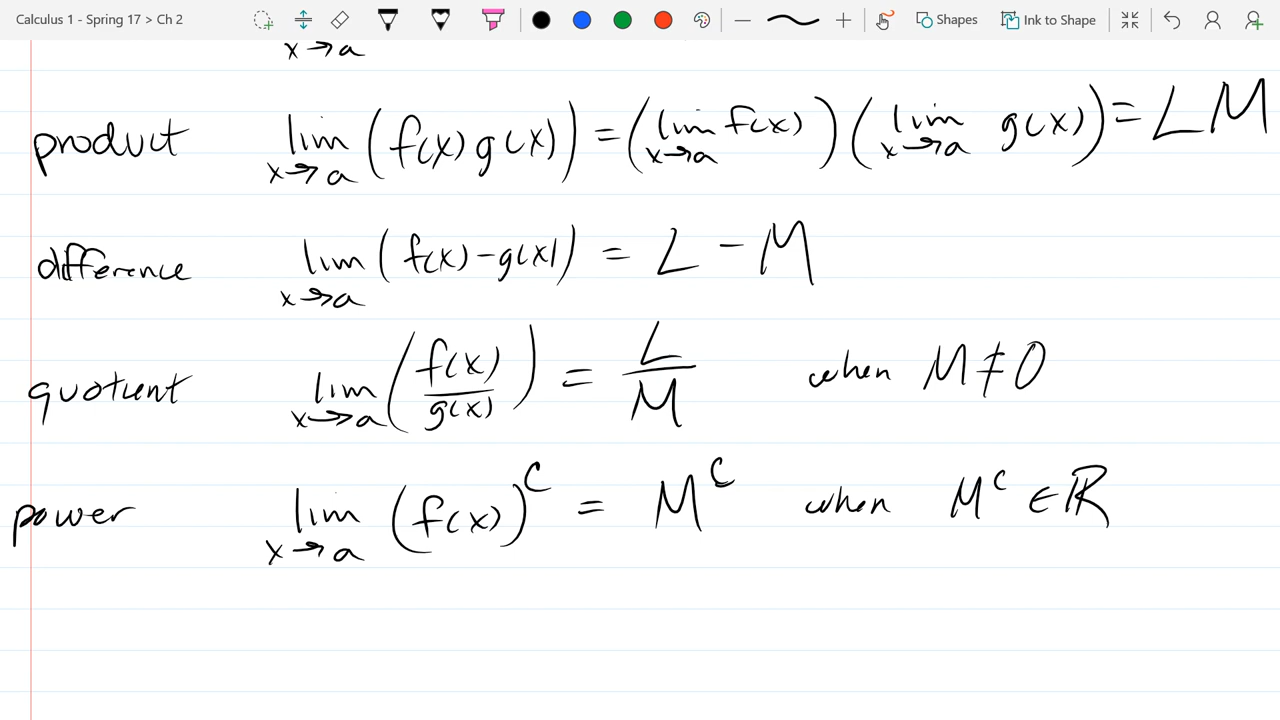 Calculus 1 - Spring 17 > Ch 2 Shapes Ink to Shape
x→a
product lim x→a (f(x) g(x)) = (lim x→a f(x)) (lim x→a g(x)) = LM
difference lim x→a (f(x) - g(x)) = L - M
quotient lim x→a (f(x)/g(x)) = L/M when M ≠ 0
power lim x→a (f(x))^c = M^c when M^c ∈ ℝ